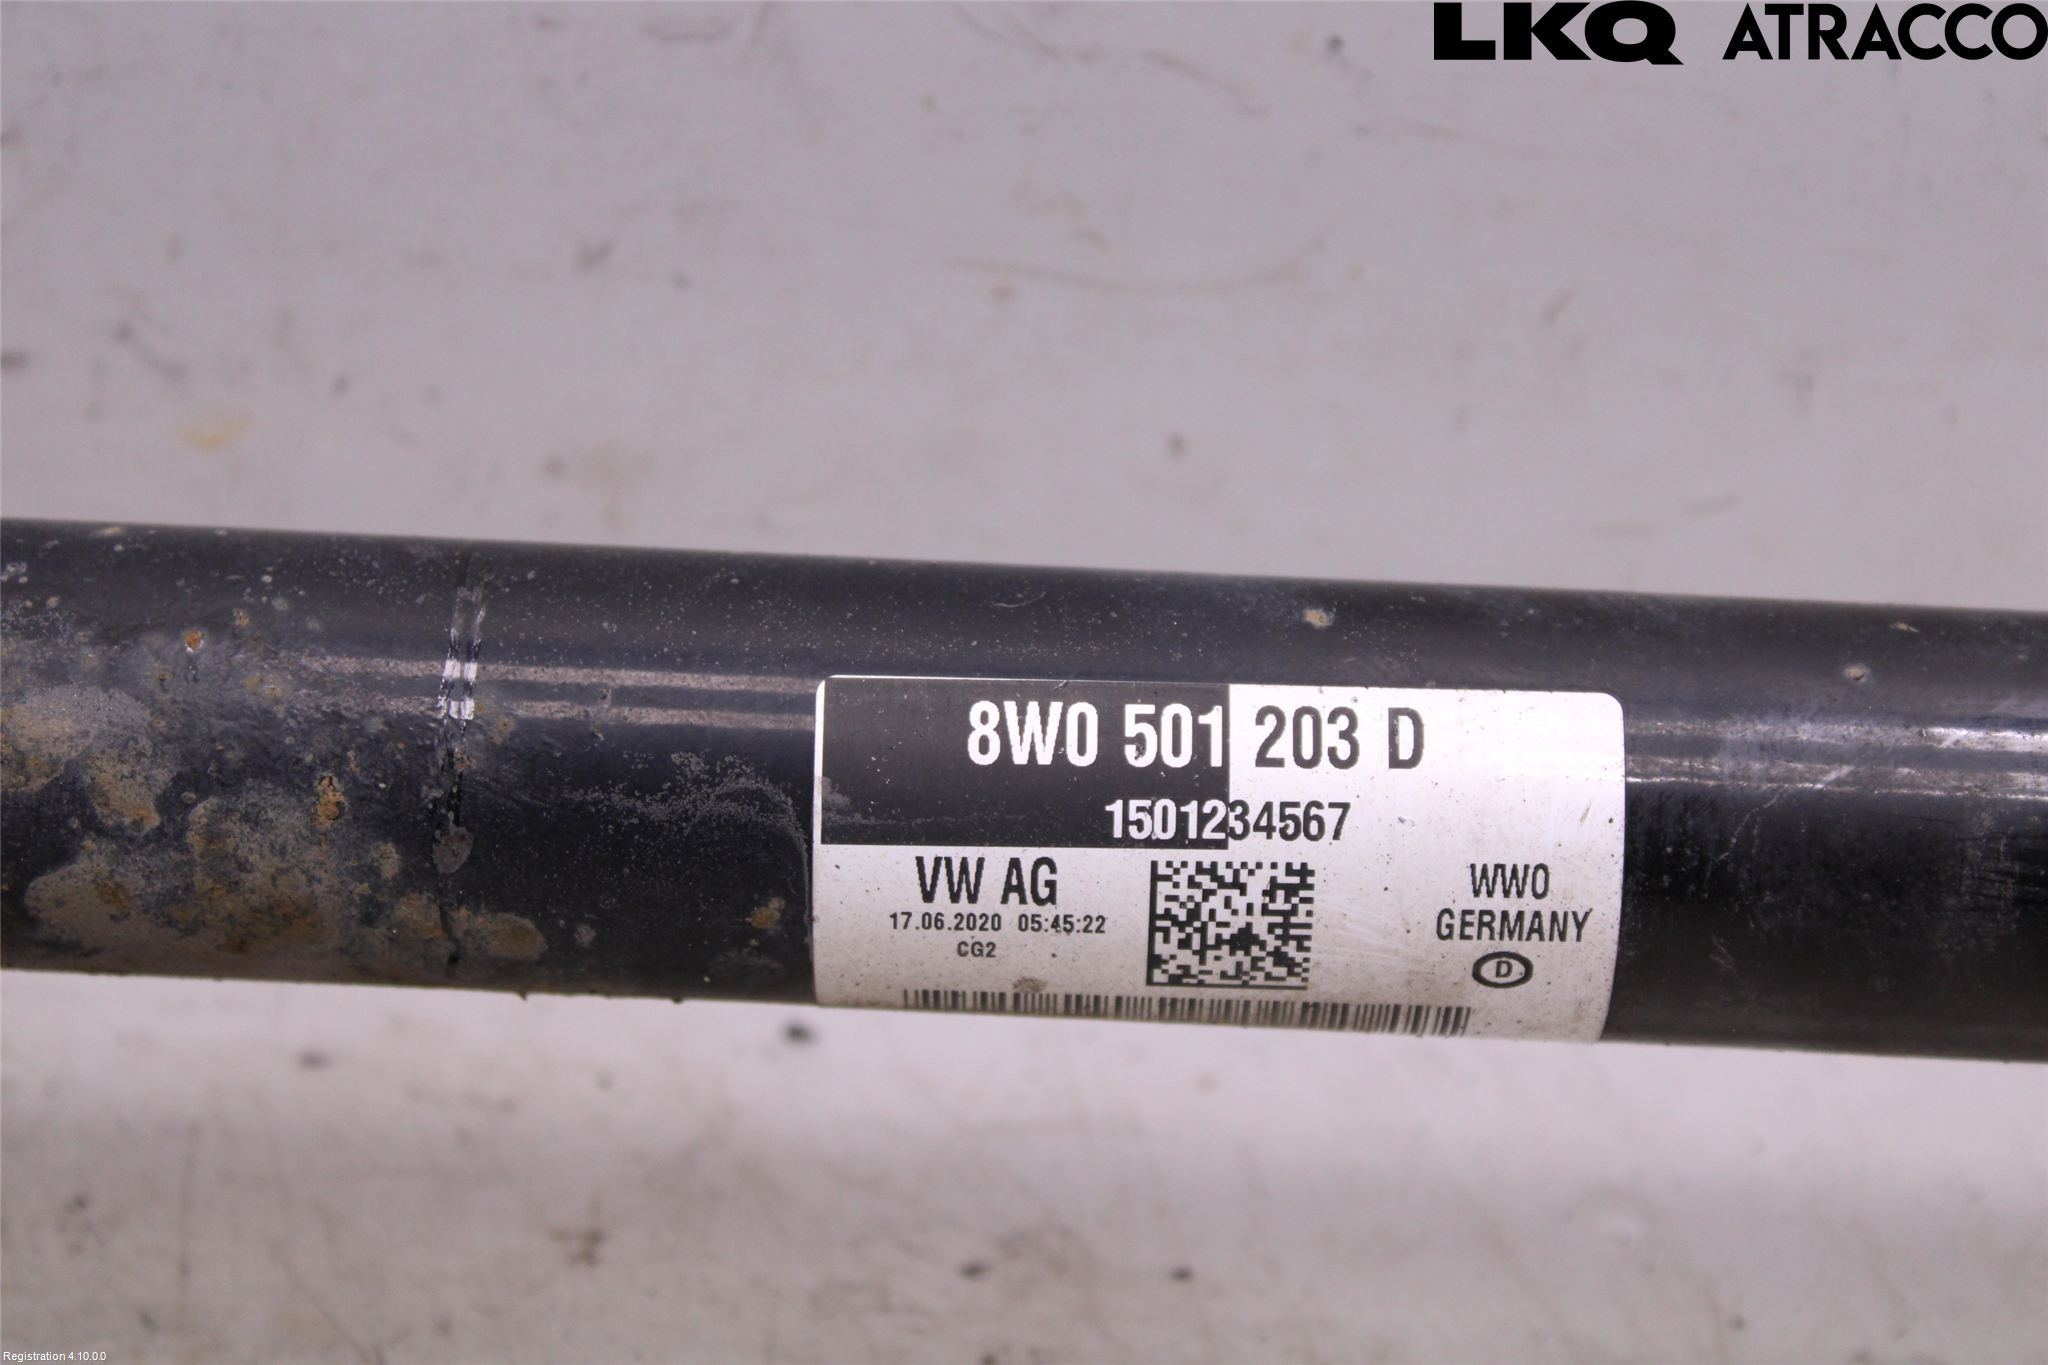 LKQ ATRACCO
8W0 501 203 D
1501234567
VW AG
17.06.2020 05:45:22
CG2
WWO
GERMANY
D
Registration 4.10.0.0